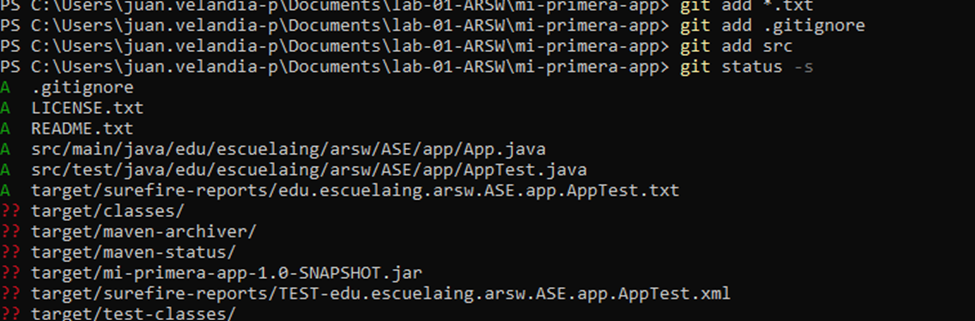 PS C:\Users\juan.velandia-p\Documents\lab-01-ARSW\mi-primera-app> git add *.txt
PS C:\Users\juan.velandia-p\Documents\lab-01-ARSW\mi-primera-app> git add .gitignore
PS C:\Users\juan.velandia-p\Documents\lab-01-ARSW\mi-primera-app> git add src
PS C:\Users\juan.velandia-p\Documents\lab-01-ARSW\mi-primera-app> git status -s
A  .gitignore
A  LICENSE.txt
A  README.txt
A  src/main/java/edu/escuelaing/arsw/ASE/app/App.java
A  src/test/java/edu/escuelaing/arsw/ASE/app/AppTest.java
A  target/surefire-reports/edu.escuelaing.arsw.ASE.app.AppTest.txt
?? target/classes/
?? target/maven-archiver/
?? target/maven-status/
?? target/mi-primera-app-1.0-SNAPSHOT.jar
?? target/surefire-reports/TEST-edu.escuelaing.arsw.ASE.app.AppTest.xml
?? target/test-classes/